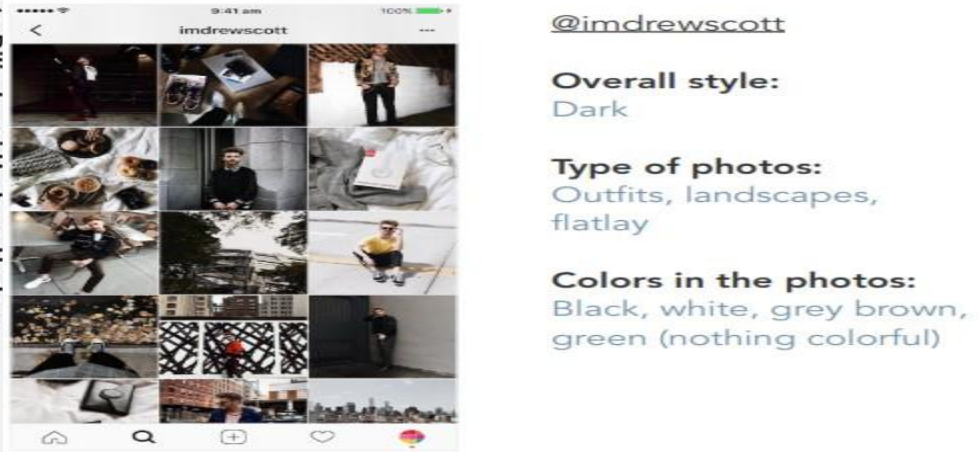 9:41 am
100%
imdrewscott
@imdrewscott
Overall style:
Dark
Type of photos:
Outfits, landscapes,
flatlay
Colors in the photos:
Black, white, grey brown,
green (nothing colorful)